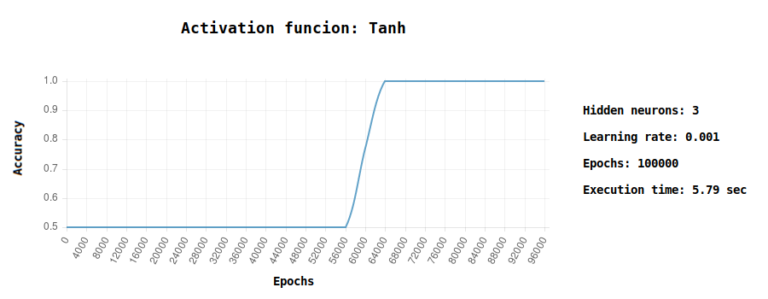 Activation funcion: Tanh
1.0
0.9
0.8
0.7
0.6
0.5
Accuracy
0 4000 8000 12000 16000 20000 24000 28000 32000 36000 40000 44000 48000 52000 56000 60000 64000 68000 72000 76000 80000 84000 88000 92000 96000
Epochs
Hidden neurons: 3
Learning rate: 0.001
Epochs: 100000
Execution time: 5.79 sec